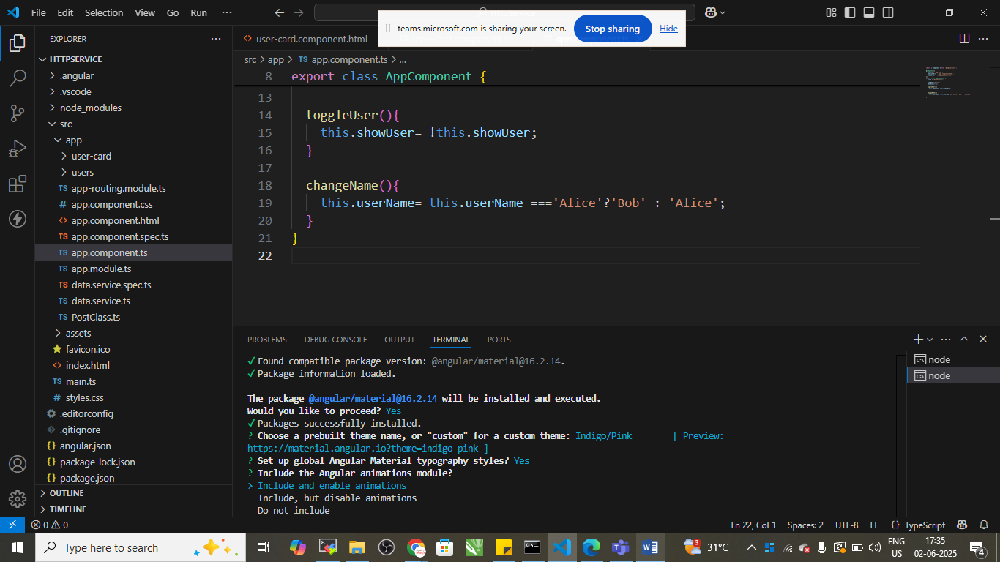 File Edit Selection View Go Run ···
HttpService
teams.microsoft.com is sharing your screen. Stop sharing Hide
EXPLORER
HTTPSERVICE
.angular
.vscode
node_modules
src
app
user-card
users
TS app-routing.module.ts
# app.component.css
<> app.component.html
TS app.component.spec.ts
TS app.component.ts
TS app.module.ts
TS data.service.spec.ts
TS data.service.ts
TS PostClass.ts
assets
favicon.ico
<> index.html
TS main.ts
# styles.css
.editorconfig
.gitignore
{} angular.json
{} package-lock.json
{} package.json
OUTLINE
TIMELINE
<> user-card.component.html
src > app > TS app.component.ts > ...
8 export class AppComponent {
13
14 toggleUser(){
15 this.showUser= !this.showUser;
16 }
17
18 changeName(){
19 this.userName= this.userName ==='Alice'?'Bob' : 'Alice';
20 }
21 }
22
PROBLEMS DEBUG CONSOLE OUTPUT TERMINAL PORTS
✓ Found compatible package version: @angular/material@16.2.14.
✓ Package information loaded.
The package @angular/material@16.2.14 will be installed and executed.
Would you like to proceed? Yes
✓ Packages successfully installed.
? Choose a prebuilt theme name, or "custom" for a custom theme: Indigo/Pink [ Preview:
https://material.angular.io?theme=indigo-pink ]
? Set up global Angular Material typography styles? Yes
? Include the Angular animations module?
> Include and enable animations
Include, but disable animations
Do not include
node
node
0 0
Ln 22, Col 1 Spaces: 2 UTF-8 LF {} TypeScript
Type here to search
3 31°C
ENG
US
17:35
02-06-2025
4